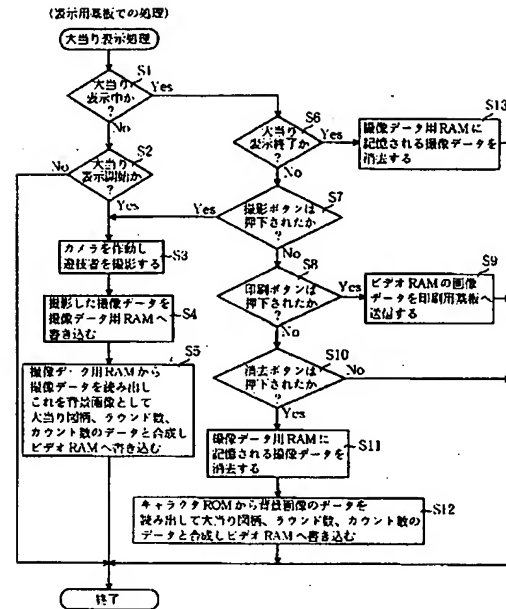 (表示用基板での処理)
大当り表示処理
S1
大当り
表示中か
?
Yes
No
S2
大当り
表示開始か
?
No
Yes
S3
カメラを作動し
遊技者を撮影する
S4
撮影した撮像データを
撮像データ用RAMへ
書き込む
S5
撮像データ用RAMから
撮像データを読み出し
これを背景画像として
大当り図柄、ラウンド数、
カウント数のデータと合成し
ビデオRAMへ書き込む
S6
大当り
表示終了か
?
Yes
No
S13
撮像データ用RAMに
記憶される撮像データを
消去する
S7
撮影ボタンは
押下されたか
?
Yes
No
S8
印刷ボタンは
押下されたか
?
Yes
No
S9
ビデオRAMの画像
データを印刷用基板へ
送信する
S10
消去ボタンは
押下されたか
?
No
Yes
S11
撮像データ用RAMに
記憶される撮像データを
消去する
S12
キャラクタROMから背景画像のデータを
読み出して大当り図柄、ラウンド数、カウント数の
データと合成しビデオRAMへ書き込む
終了